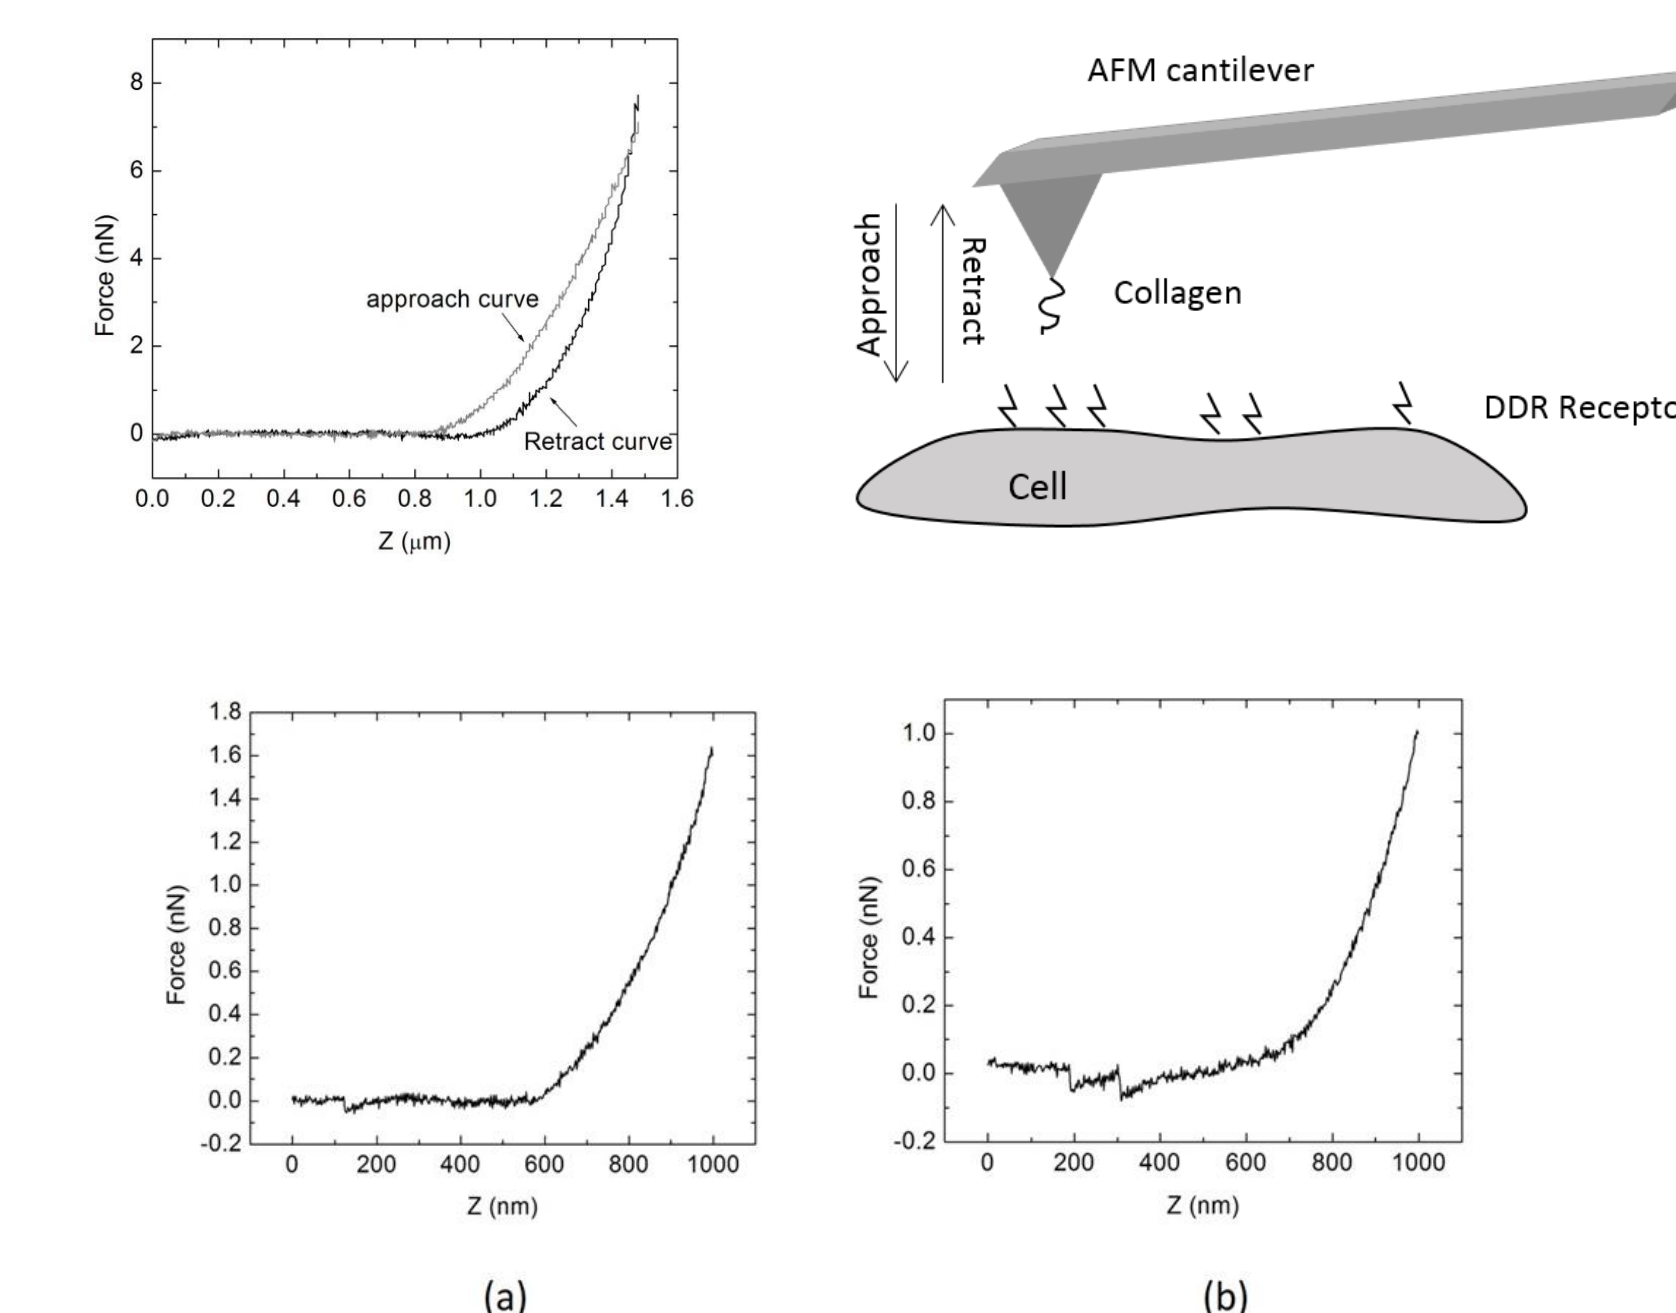 8
6
4
2
0
Force (nN)
approach curve
Retract curve
0.0 0.2 0.4 0.6 0.8 1.0 1.2 1.4 1.6
Z (μm)
AFM cantilever
Approach
Retract
Collagen
DDR Recepto
Cell
1.8
1.6
1.4
1.2
1.0
0.8
0.6
0.4
0.2
0.0
-0.2
Force (nN)
0 200 400 600 800 1000
Z (nm)
(a)
1.0
0.8
0.6
0.4
0.2
0.0
-0.2
Force (nN)
0 200 400 600 800 1000
Z (nm)
(b)